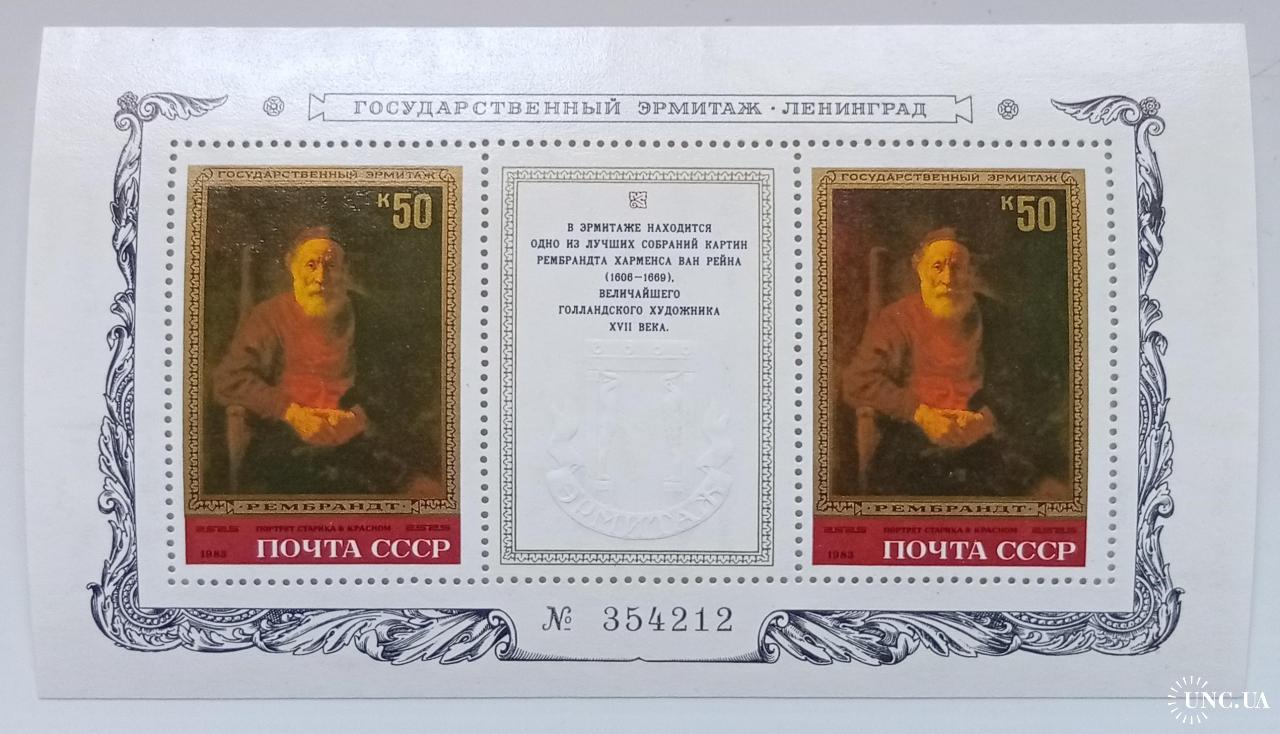 ГОСУДАРСТВЕННЫЙ ЭРМИТАЖ · ЛЕНИНГРАД
ГОСУДАРСТВЕННЫЙ ЭРМИТАЖ
К 50
РЕМБРАНДТ
ПОРТРЕТ СТАРИКА В КРАСНОМ
1983 ПОЧТА СССР
В ЭРМИТАЖЕ НАХОДИТСЯ
ОДНО ИЗ ЛУЧШИХ СОБРАНИЙ КАРТИН
РЕМБРАНДТА ХАРМЕНСА ВАН РЕЙНА
(1606—1669),
ВЕЛИЧАЙШЕГО
ГОЛЛАНДСКОГО ХУДОЖНИКА
XVII ВЕКА.
ЭРМИТАЖ
ГОСУДАРСТВЕННЫЙ ЭРМИТАЖ
К 50
РЕМБРАНДТ
ПОРТРЕТ СТАРИКА В КРАСНОМ
1983 ПОЧТА СССР
№ 354212
UNC.UA